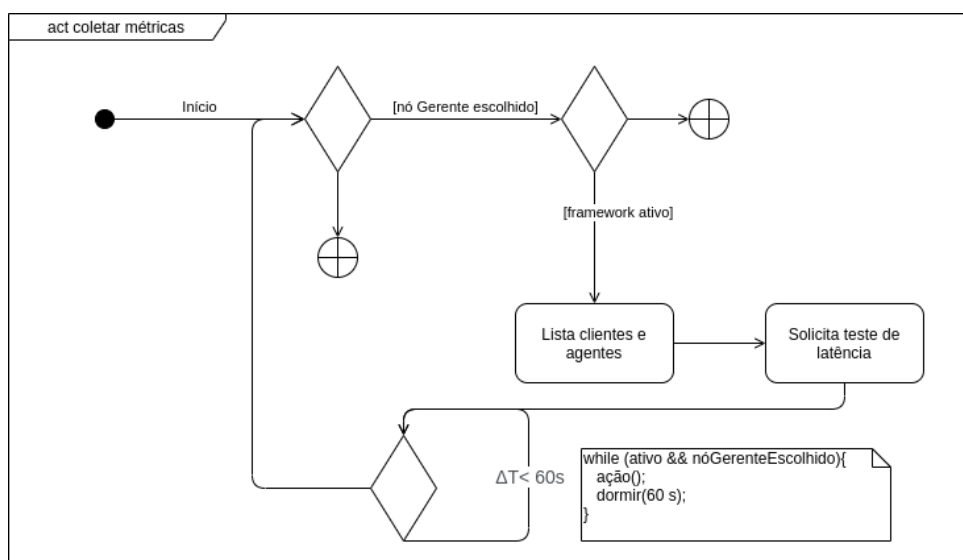 act coletar métricas
Início
[nó Gerente escolhido]
[framework ativo]
Lista clientes e
agentes
Solicita teste de
latência
ΔT< 60s
while (ativo && nóGerenteEscolhido){
ação();
dormir(60 s);
}